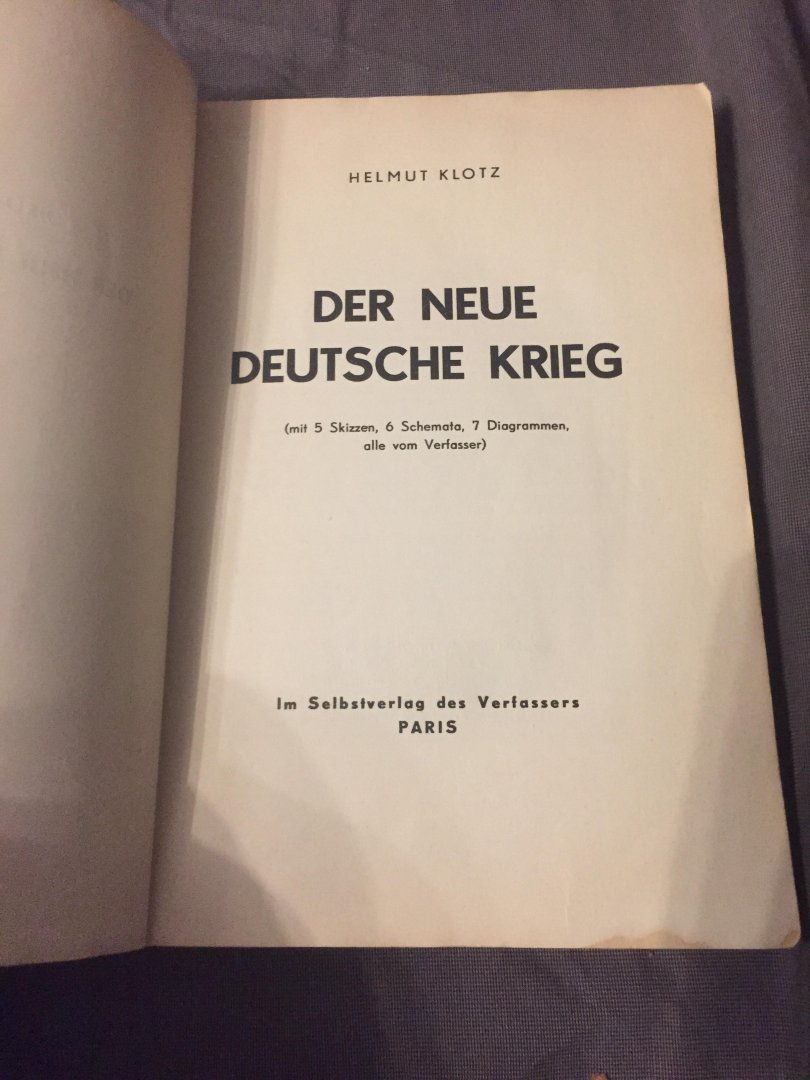 HELMUT KLOTZ
DER NEUE
DEUTSCHE KRIEG
(mit 5 Skizzen, 6 Schemata, 7 Diagrammen,
alle vom Verfasser)
Im Selbstverlag des Verfassers
PARIS